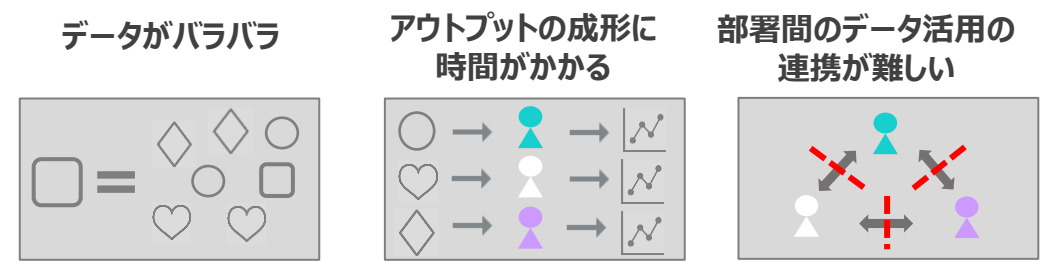 データがバラバラ
アウトプットの成形に
時間がかかる
部署間のデータ活用の
連携が難しい